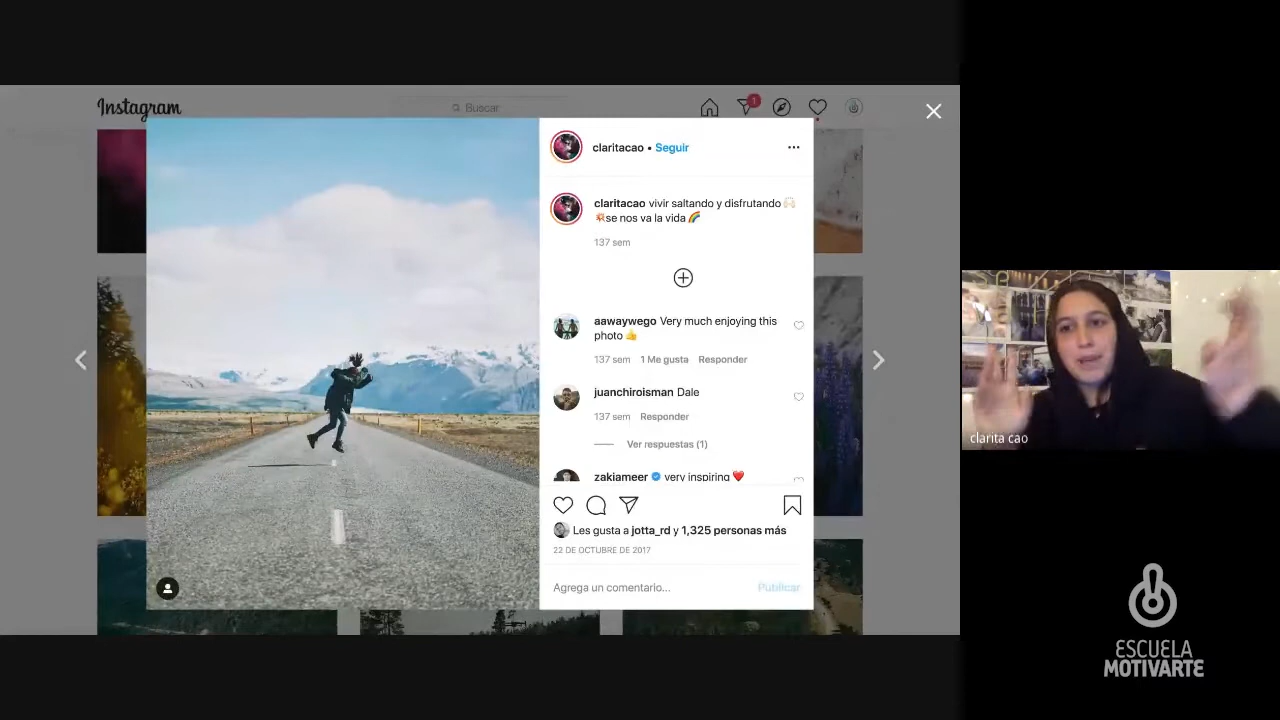 Instagram
Buscar
1
claritacao • Seguir
claritacao vivir saltando y disfrutando 🙌🏻
💥se nos va la vida 🌈
137 sem
aawaywego Very much enjoying this
photo 👍
137 sem 1 Me gusta Responder
juanchiroisman Dale
137 sem Responder
Ver respuestas (1)
zakiameer very inspiring ❤️
Les gusta a jotta_rd y 1,325 personas más
22 DE OCTUBRE DE 2017
Agrega un comentario... Publicar
clarita cao
ESCUELA
MOTIVARTE